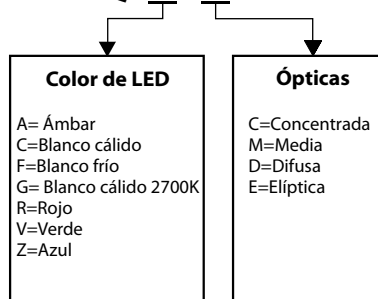 Color de LED
A= Ámbar
C=Blanco cálido
F=Blanco frío
G= Blanco cálido 2700K
R=Rojo
V=Verde
Z=Azul
Ópticas
C=Concentrada
M=Media
D=Difusa
E=Elíptica